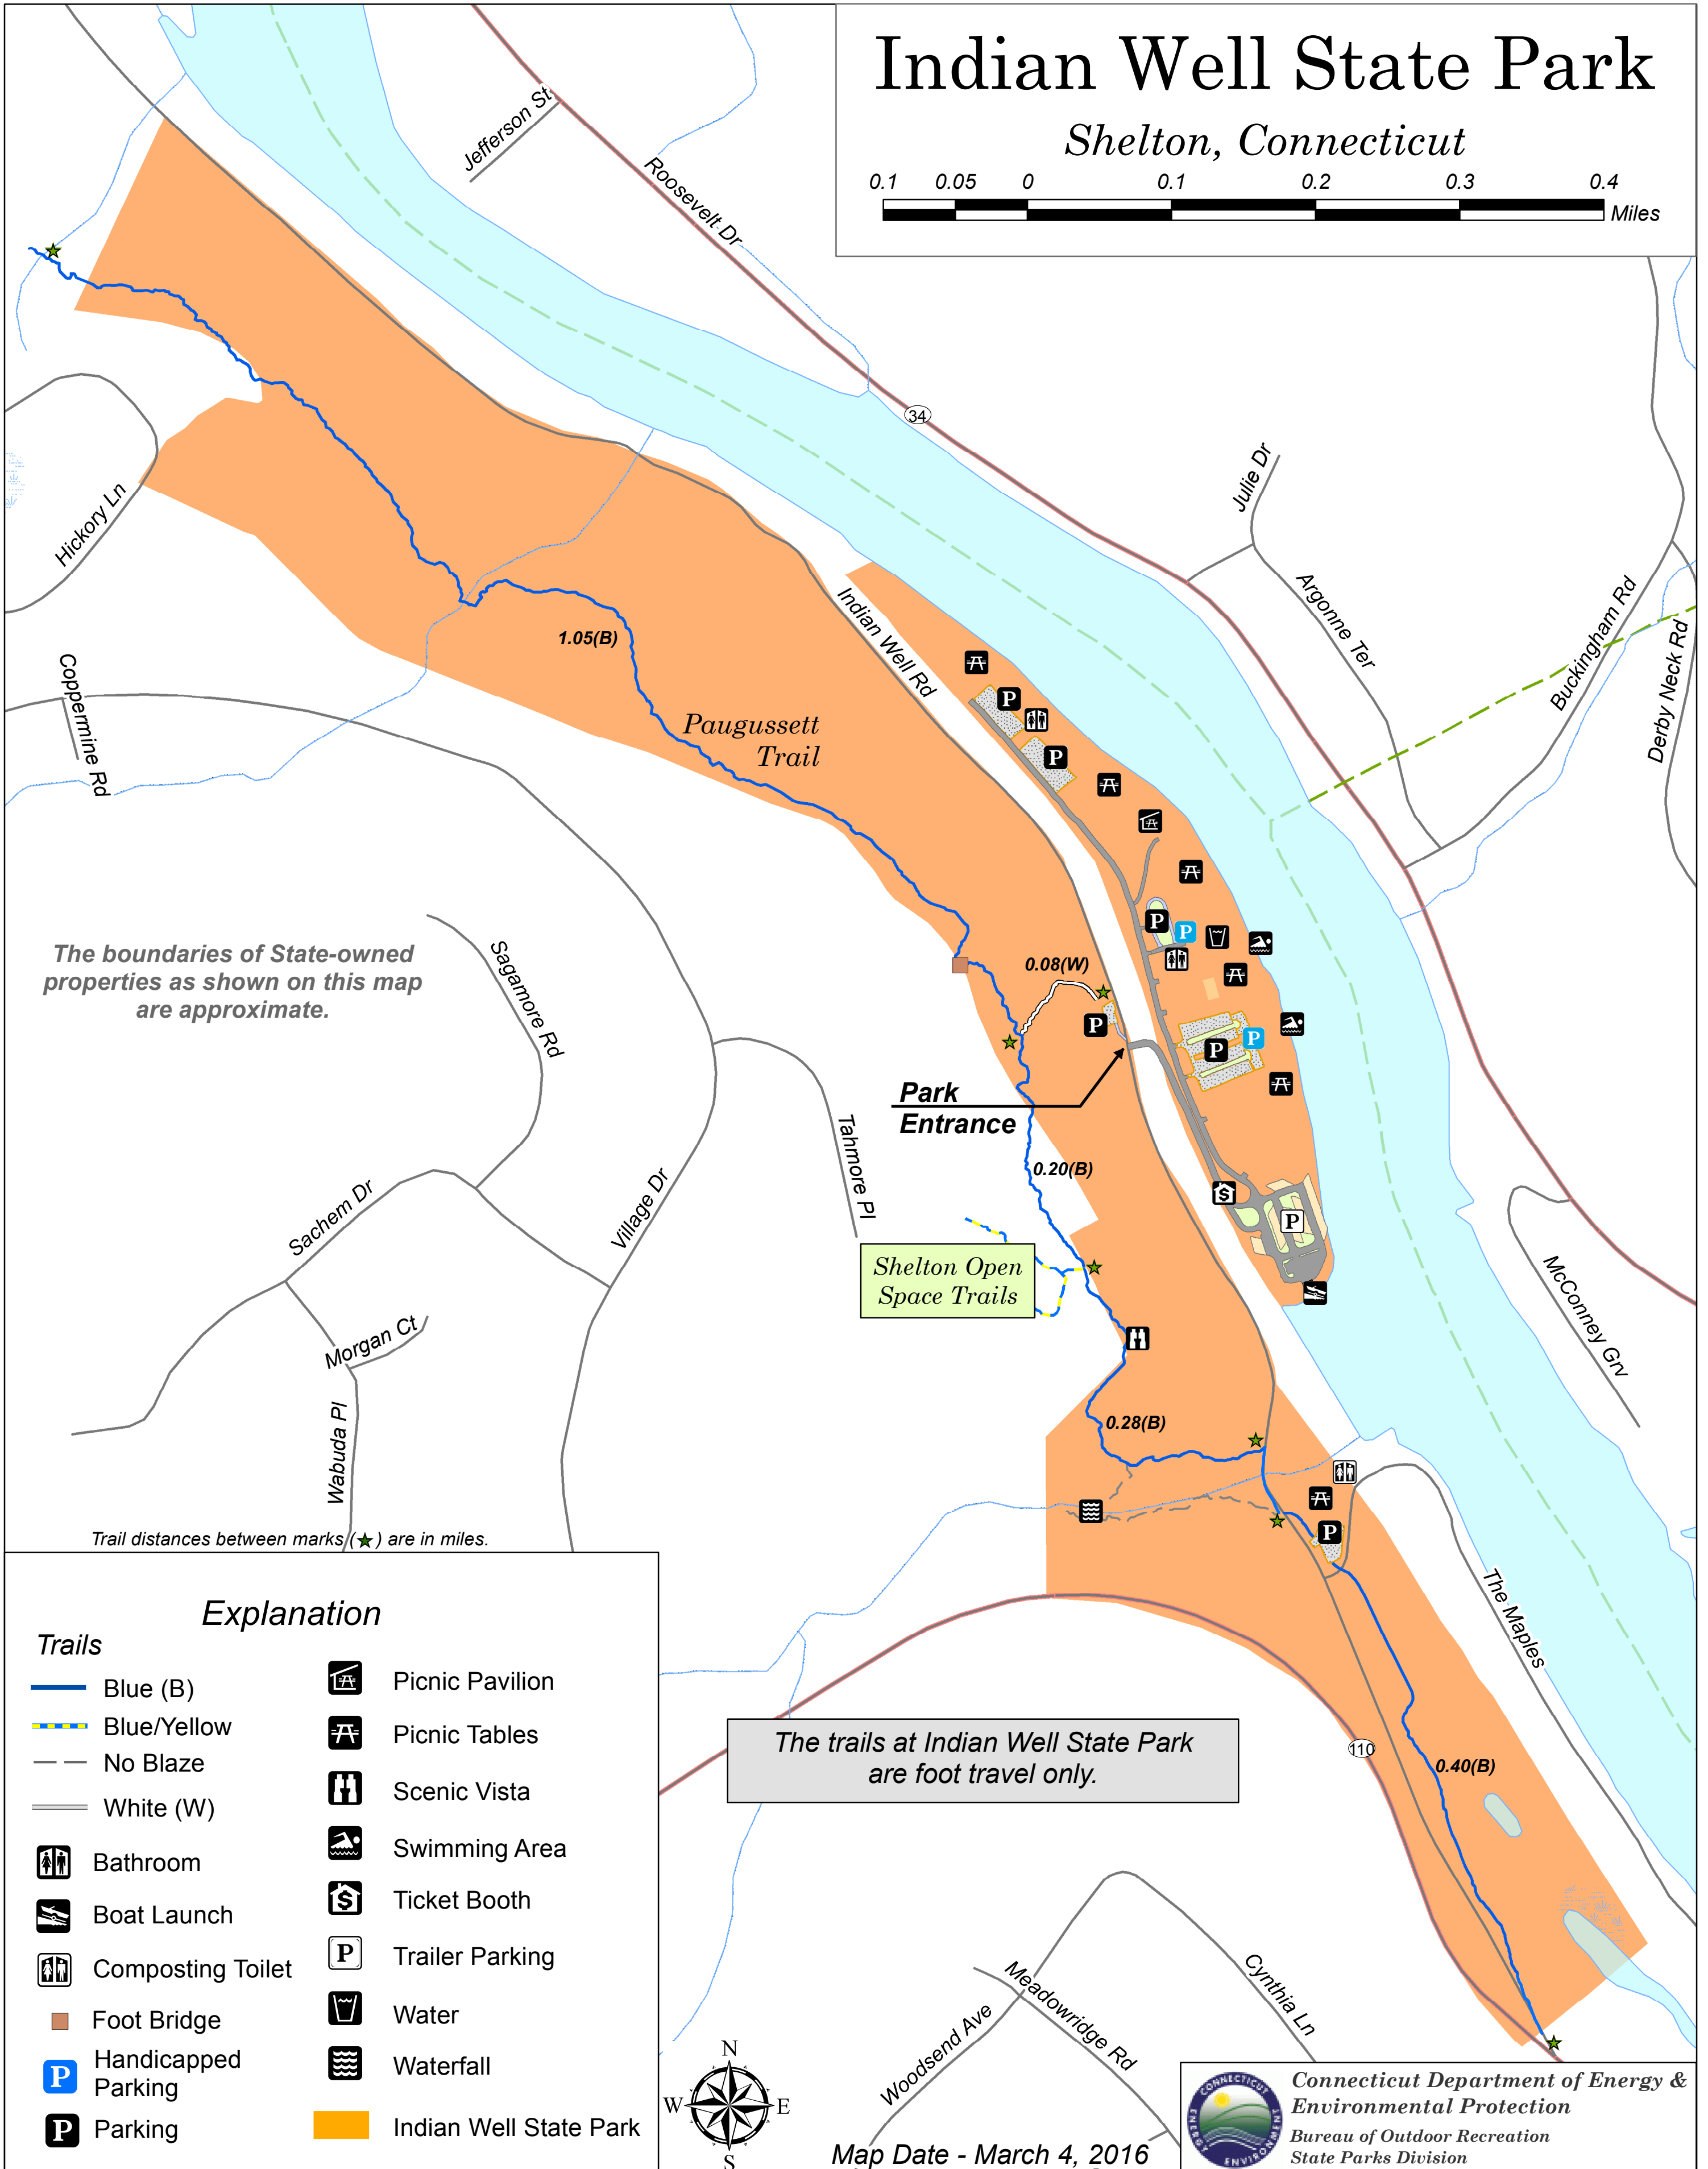 Indian Well State Park
Shelton, Connecticut
0.1 0.05 0 0.1 0.2 0.3 0.4
Miles
Jefferson St
Roosevelt Dr
34
Julie Dr
Argonne Ter
Buckingham Rd
Derby Neck Rd
Hickory Ln
Indian Well Rd
1.05(B)
Coppermine Rd
Paugussett
Trail
P
P
The boundaries of State-owned
properties as shown on this map
are approximate.
Sagamore Rd
P
P
0.08(W)
P
P
P
Park
Entrance
Tahmore Pl
0.20(B)
Sachem Dr
Village Dr
$
P
Shelton Open
Space Trails
McConney Grv
Morgan Ct
Wabuda Pl
0.28(B)
P
Trail distances between marks ( ) are in miles.
The Maples
The trails at Indian Well State Park
are foot travel only.
110
0.40(B)
Explanation
Trails
Blue (B)
Blue/Yellow
No Blaze
White (W)
Bathroom
Boat Launch
Composting Toilet
Foot Bridge
P
Handicapped
Parking
P
Parking
Picnic Pavilion
Picnic Tables
Scenic Vista
Swimming Area
$
Ticket Booth
P
Trailer Parking
Water
Waterfall
Indian Well State Park
Meadowridge Rd
Woodsend Ave
Cynthia Ln
N
W E
S
Map Date - March 4, 2016
CONNECTICUT
ENERGY
ENVIRONMENT
Connecticut Department of Energy &
Environmental Protection
Bureau of Outdoor Recreation
State Parks Division